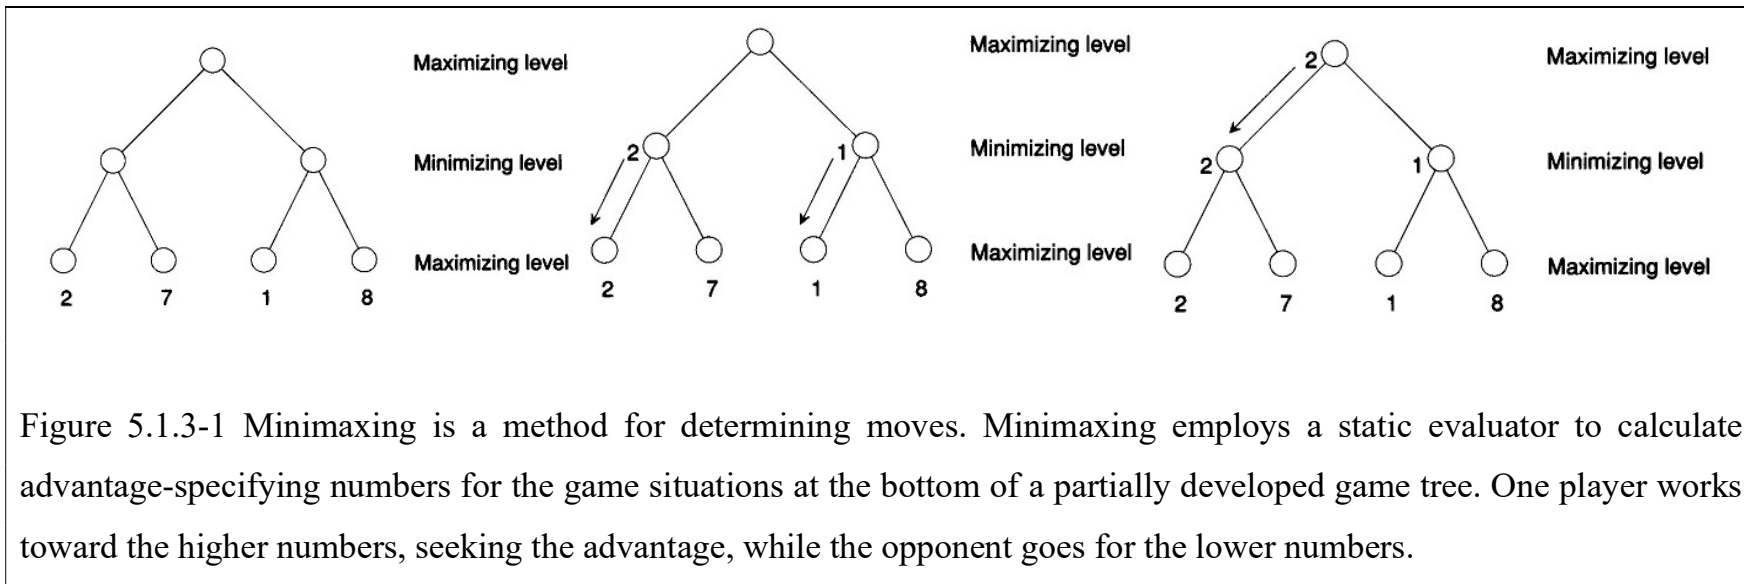 Maximizing level
Minimizing level
Maximizing level
2 7 1 8
Maximizing level
2 1 Minimizing level
Maximizing level
2 7 1 8
2 Maximizing level
2 1 Minimizing level
Maximizing level
2 7 1 8
Figure 5.1.3-1 Minimaxing is a method for determining moves. Minimaxing employs a static evaluator to calculate
advantage-specifying numbers for the game situations at the bottom of a partially developed game tree. One player works
toward the higher numbers, seeking the advantage, while the opponent goes for the lower numbers.